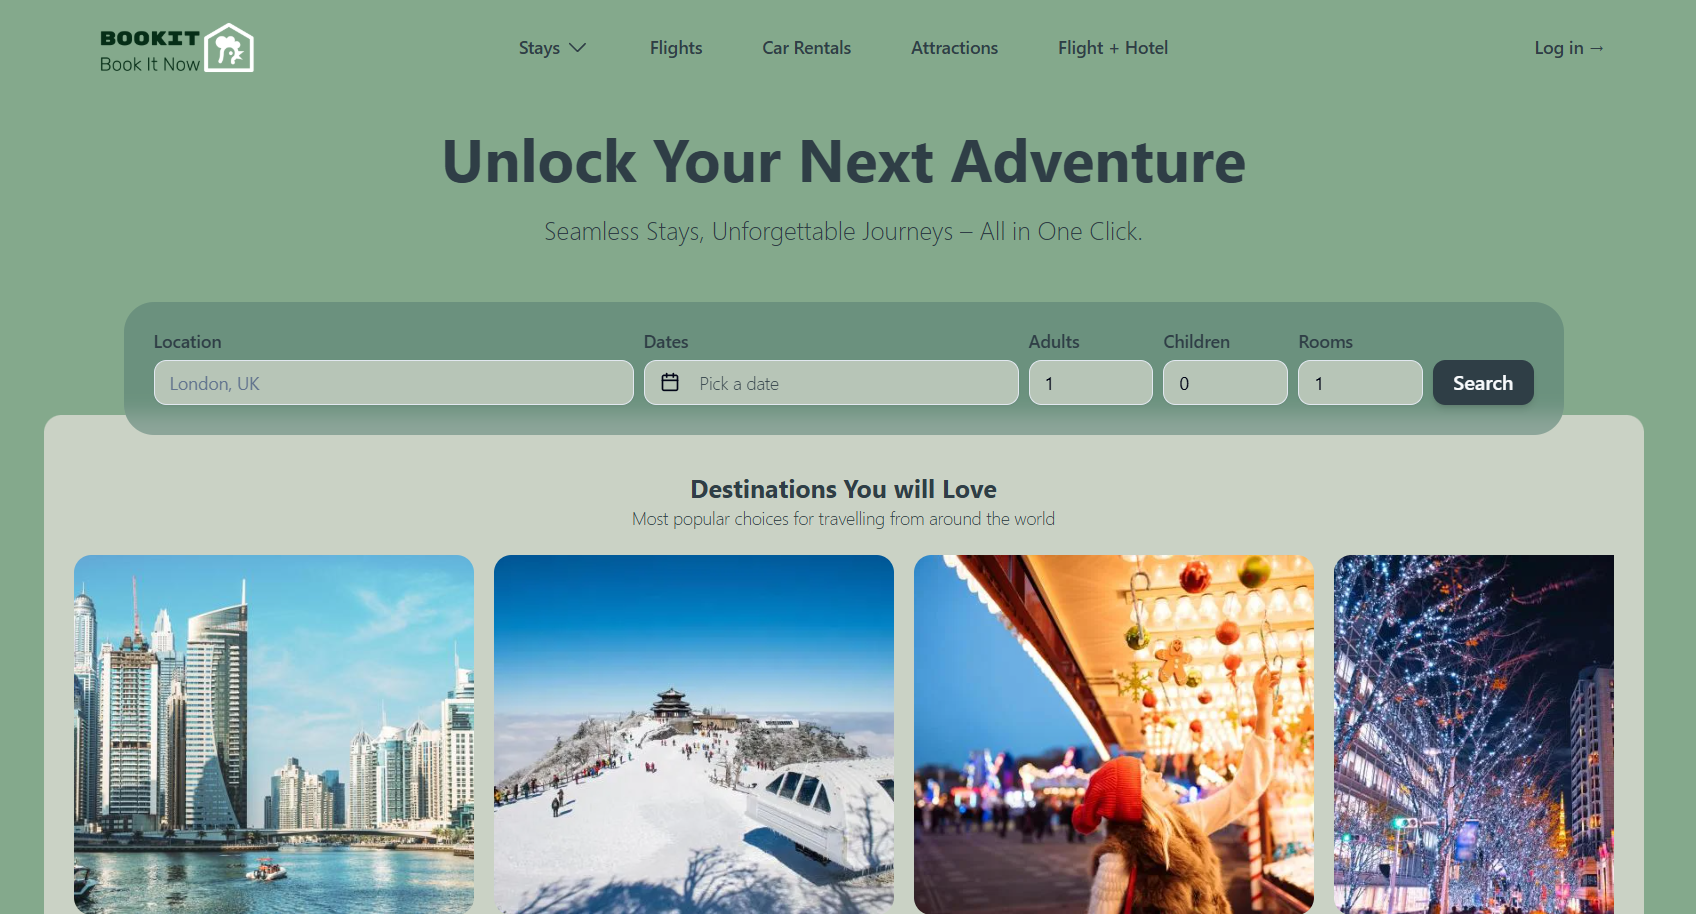 BOOKIT
Book It Now
Stays
Flights
Car Rentals
Attractions
Flight + Hotel
Log in →
Unlock Your Next Adventure
Seamless Stays, Unforgettable Journeys – All in One Click.
Location
Dates
Adults
Children
Rooms
London, UK
Pick a date
1
0
1
Search
Destinations You will Love
Most popular choices for travelling from around the world